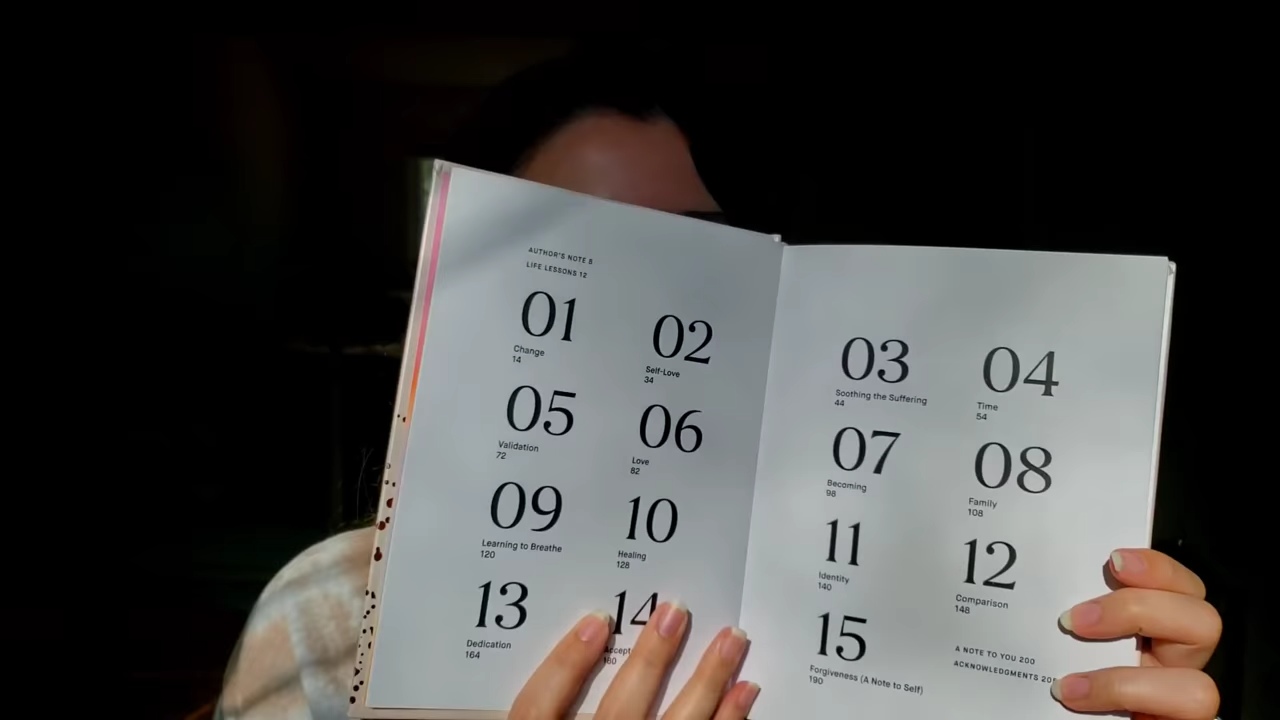 AUTHOR'S NOTE 8
LIFE LESSONS 12
01
Change
14
02
Self-Love
34
03
Soothing the Suffering
44
04
Time
54
05
Validation
72
06
Love
82
07
Becoming
98
08
Family
108
09
Learning to Breathe
120
10
Healing
128
11
Identity
140
12
Comparison
148
13
Dedication
164
14
180
15
Forgiveness (A Note to Self)
190
A NOTE TO YOU 200
ACKNOWLEDGMENTS